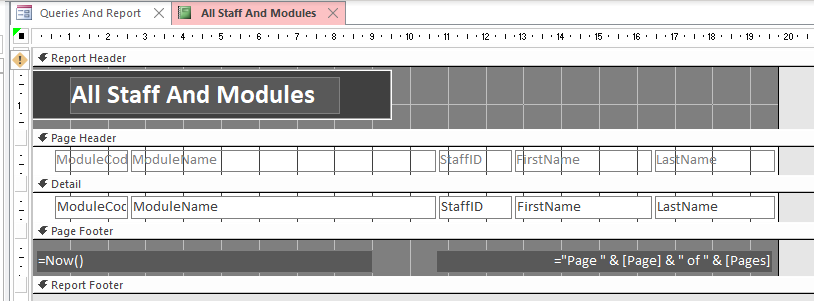 Queries And Report All Staff And Modules
1 2 3 4 5 6 7 8 9 10 11 12 13 14 15 16 17 18 19 20
Report Header
1
All Staff And Modules
Page Header
ModuleCod ModuleName StaffID FirstName LastName
Detail
ModuleCoc ModuleName StaffID FirstName LastName
Page Footer
=Now() ="Page " & [Page] & " of " & [Pages]
Report Footer